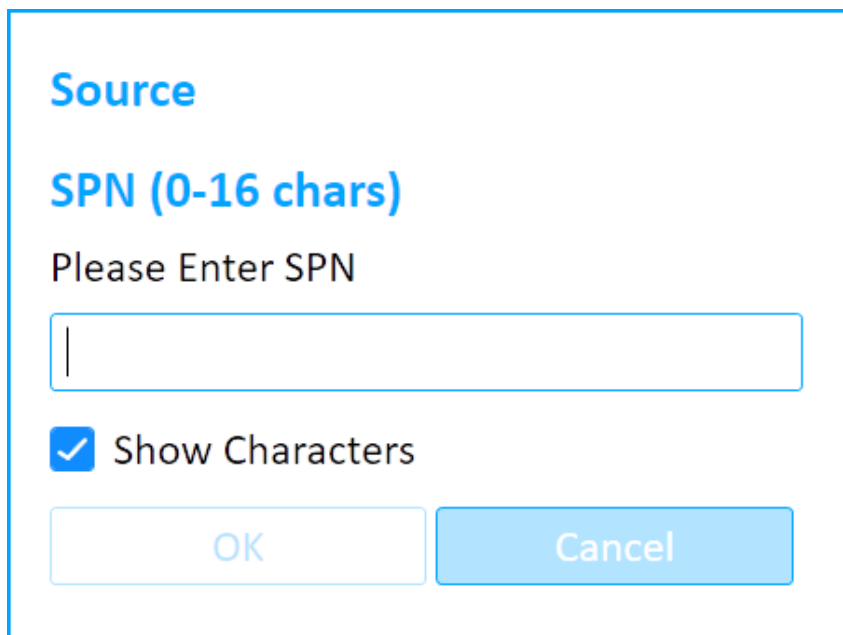 Source
SPN (0-16 chars)
Please Enter SPN
Show Characters
OK Cancel